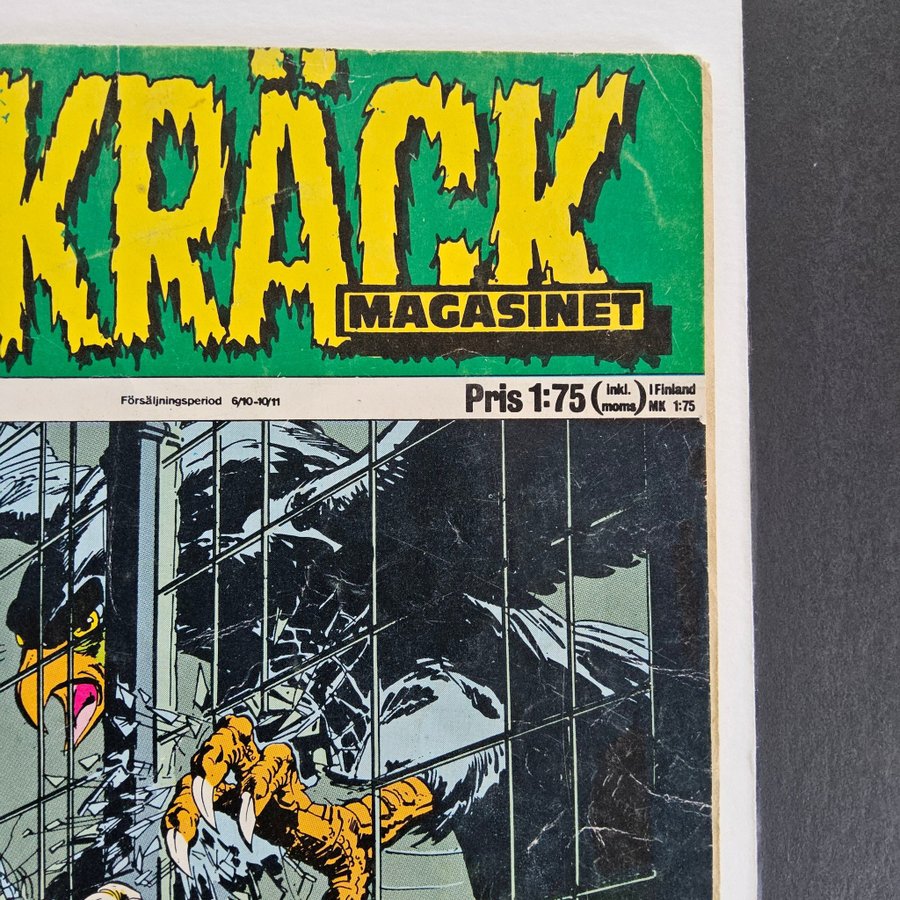 KRÄCK
MAGASINET
Försäljningsperiod 6/10-10/11
Pris 1:75 (inkl. moms) I Finland MK 1:75